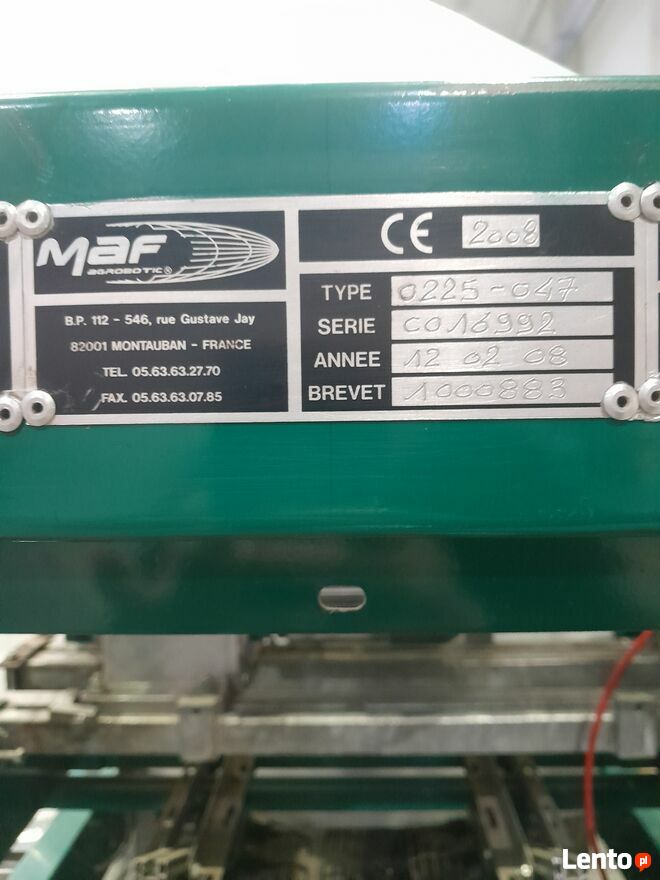 MAF
AGROBOTIC
B.P. 112 - 546, rue Gustave Jay
82001 MONTAUBAN - FRANCE
TEL. 05.63.63.27.70
FAX. 05.63.63.07.85
CE 2008
TYPE 0225-047
SERIE C016992
ANNEE 12 02 08
BREVET 1000883
Lento.pl